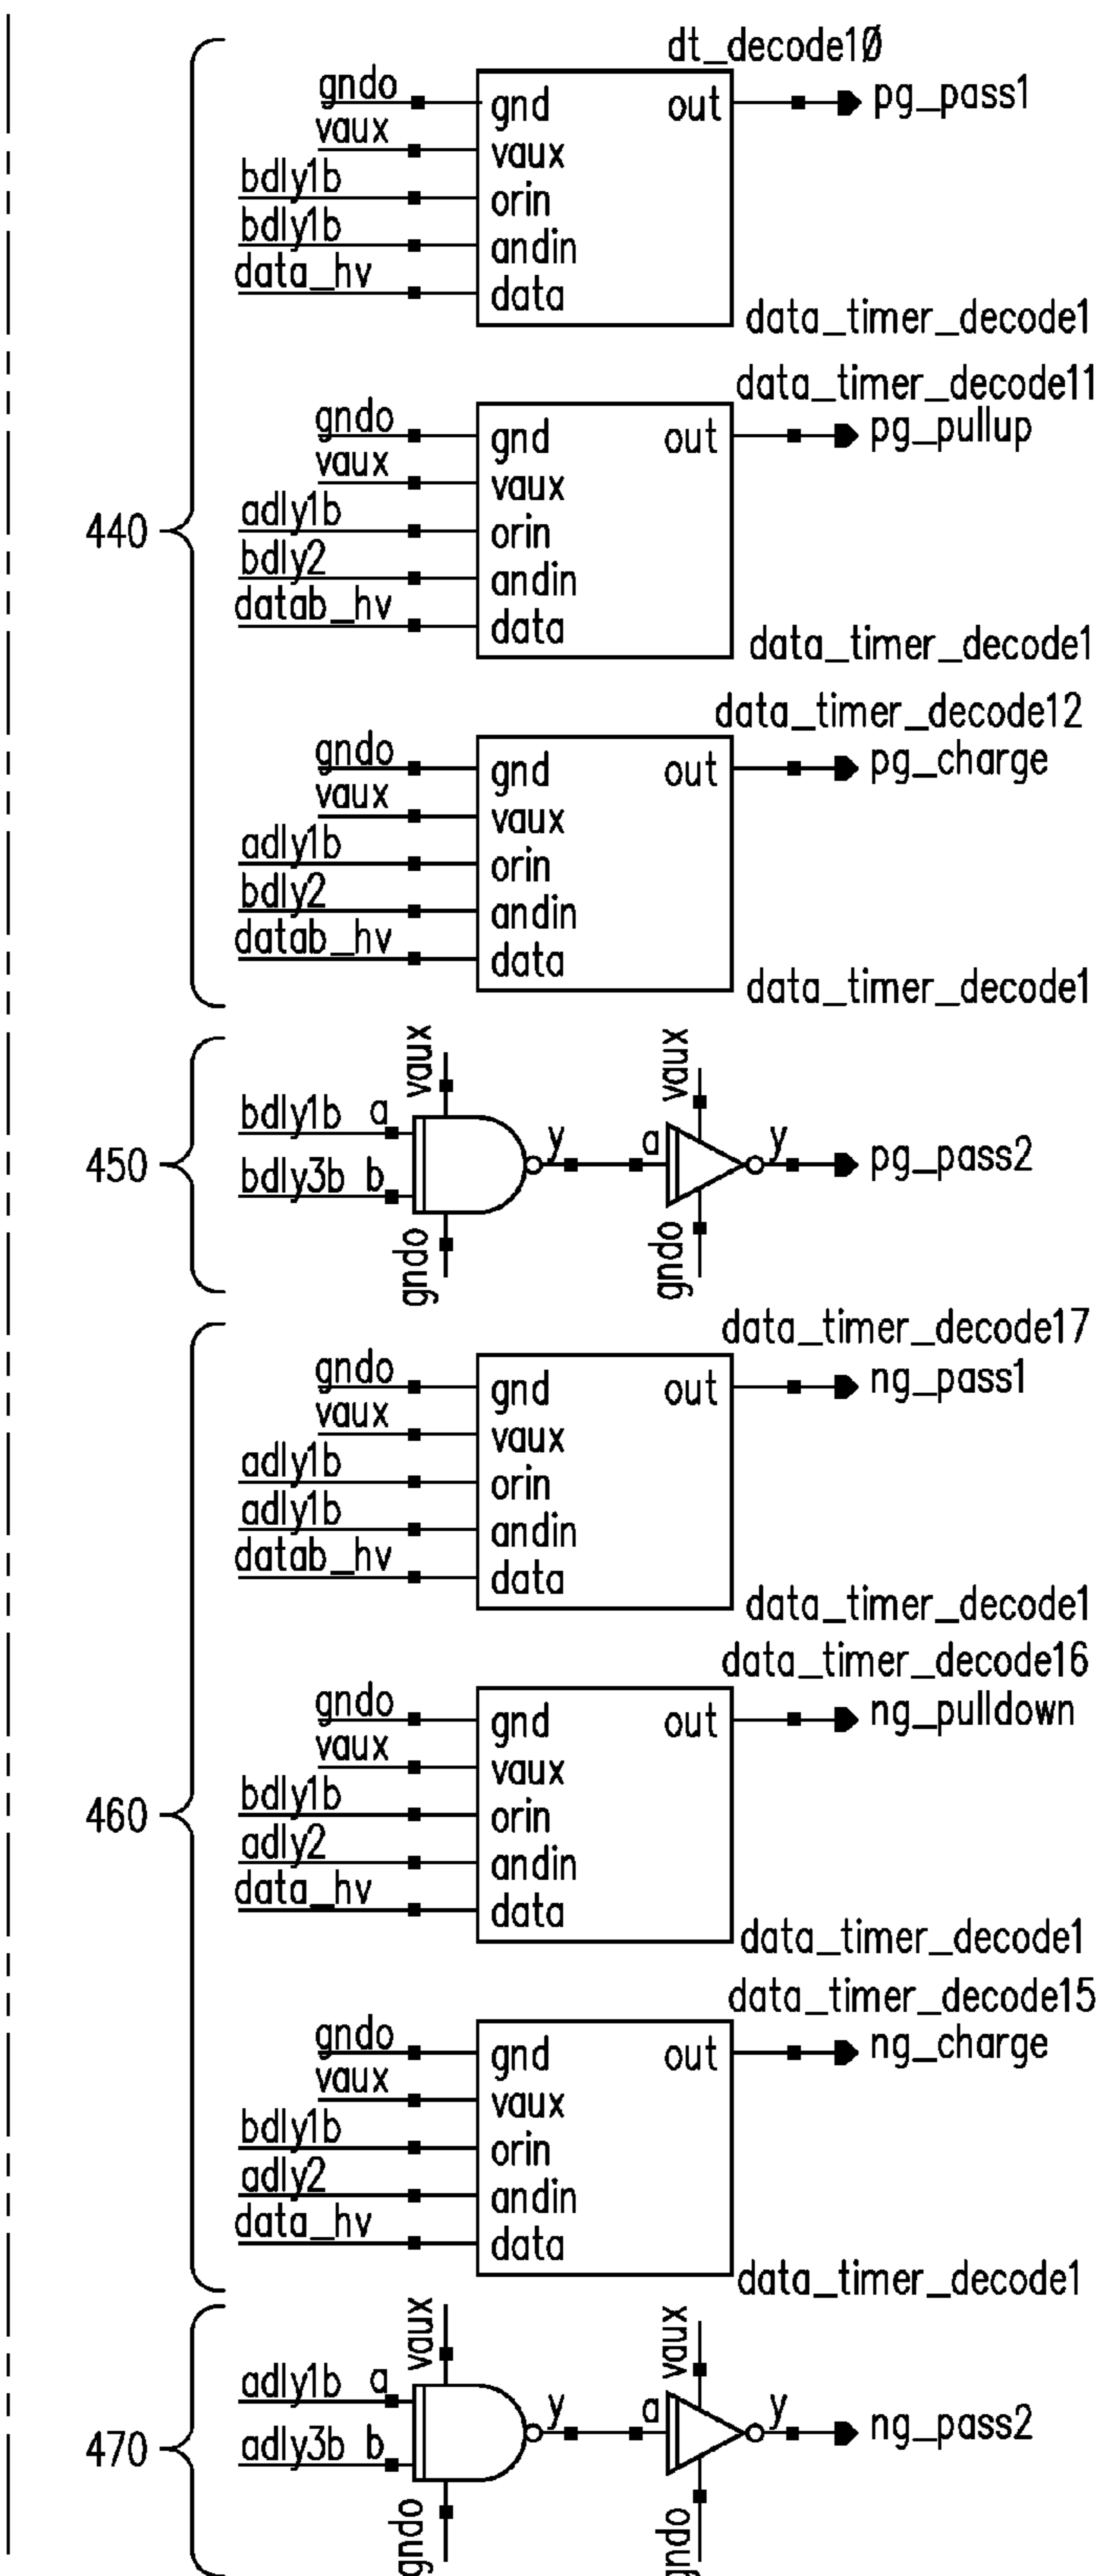 dt_decode10
gndo gnd out pg_pass1
vaux vaux
bdly1b orin
bdly1b andin
data_hv data
data_timer_decode1
data_timer_decode11
gndo gnd out pg_pullup
vaux vaux
adly1b orin
440
bdly2 andin
datab_hv data
data_timer_decode1
data_timer_decode12
gndo gnd out pg_charge
vaux vaux
adly1b orin
bdly2 andin
datab_hv data
data_timer_decode1
vaux vaux
bdly1b a
450 y a y pg_pass2
bdly3b b
gndo gndo
data_timer_decode17
gndo gnd out ng_pass1
vaux vaux
adly1b orin
adly1b andin
datab_hv data
data_timer_decode1
data_timer_decode16
gndo gnd out ng_pulldown
vaux vaux
460 bdly1b orin
adly2 andin
data_hv data
data_timer_decode1
data_timer_decode15
gndo gnd out ng_charge
vaux vaux
bdly1b orin
adly2 andin
data_hv data
data_timer_decode1
vaux vaux
adly1b a
470 y a y ng_pass2
adly3b b
gndo gndo